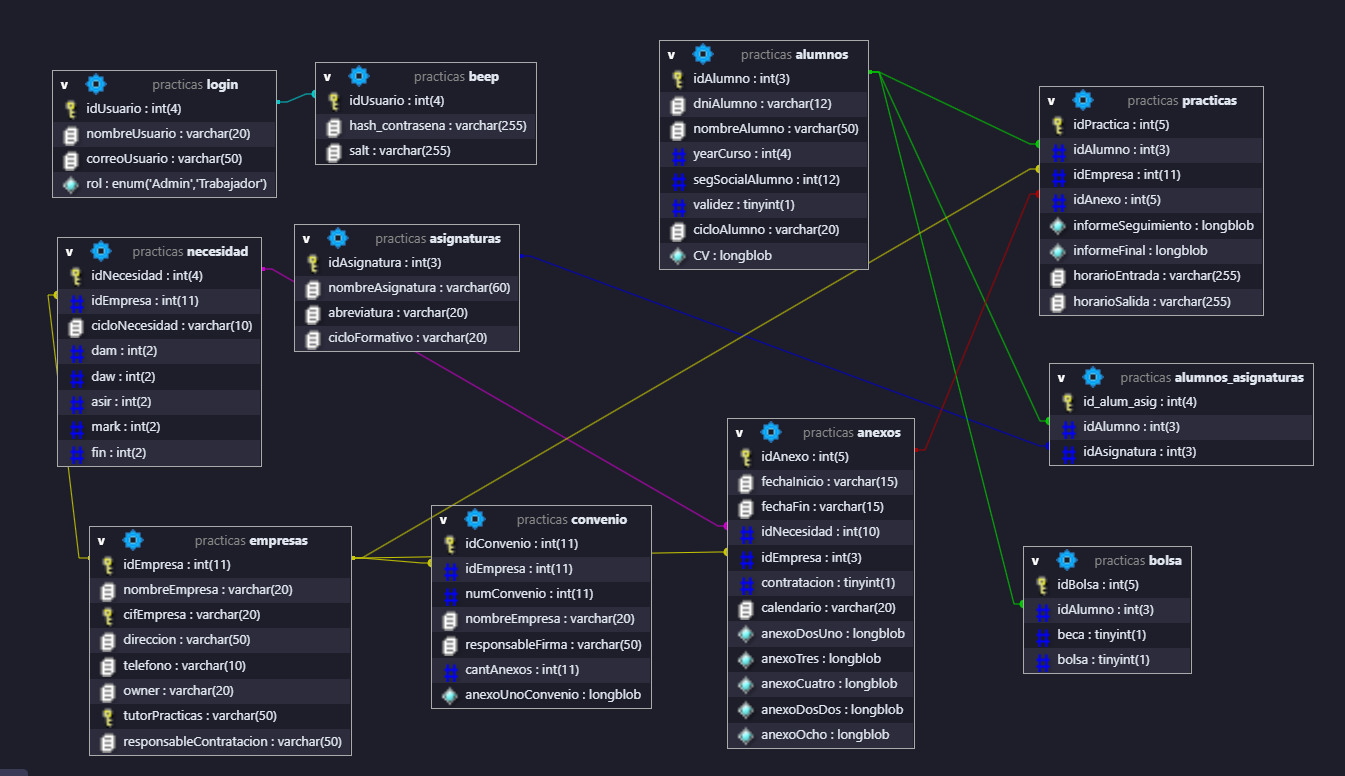 v practicas login
idUsuario : int(4)
nombreUsuario : varchar(20)
correoUsuario : varchar(50)
rol : enum('Admin','Trabajador')
v practicas beep
idUsuario : int(4)
hash_contrasena : varchar(255)
salt : varchar(255)
v practicas alumnos
idAlumno : int(3)
dniAlumno : varchar(12)
nombreAlumno : varchar(50)
yearCurso : int(4)
segSocialAlumno : int(12)
validez : tinyint(1)
cicloAlumno : varchar(20)
CV : longblob
v practicas practicas
idPractica : int(5)
idAlumno : int(3)
idEmpresa : int(11)
idAnexo : int(5)
informeSeguimiento : longblob
informeFinal : longblob
horarioEntrada : varchar(255)
horarioSalida : varchar(255)
v practicas necesidad
idNecesidad : int(4)
idEmpresa : int(11)
cicloNecesidad : varchar(10)
dam : int(2)
daw : int(2)
asir : int(2)
mark : int(2)
fin : int(2)
v practicas asignaturas
idAsignatura : int(3)
nombreAsignatura : varchar(60)
abreviatura : varchar(20)
cicloFormativo : varchar(20)
v practicas alumnos_asignaturas
id_alum_asig : int(4)
idAlumno : int(3)
idAsignatura : int(3)
v practicas anexos
idAnexo : int(5)
fechaInicio : varchar(15)
fechaFin : varchar(15)
idNecesidad : int(10)
idEmpresa : int(3)
contratacion : tinyint(1)
calendario : varchar(20)
anexoDosUno : longblob
anexoTres : longblob
anexoCuatro : longblob
anexoDosDos : longblob
anexoOcho : longblob
v practicas empresas
idEmpresa : int(11)
nombreEmpresa : varchar(20)
cifEmpresa : varchar(20)
direccion : varchar(50)
telefono : varchar(10)
owner : varchar(20)
tutorPracticas : varchar(50)
responsableContratacion : varchar(50)
v practicas convenio
idConvenio : int(11)
idEmpresa : int(11)
numConvenio : int(11)
nombreEmpresa : varchar(20)
responsableFirma : varchar(50)
cantAnexos : int(11)
anexoUnoConvenio : longblob
v practicas bolsa
idBolsa : int(5)
idAlumno : int(3)
beca : tinyint(1)
bolsa : tinyint(1)